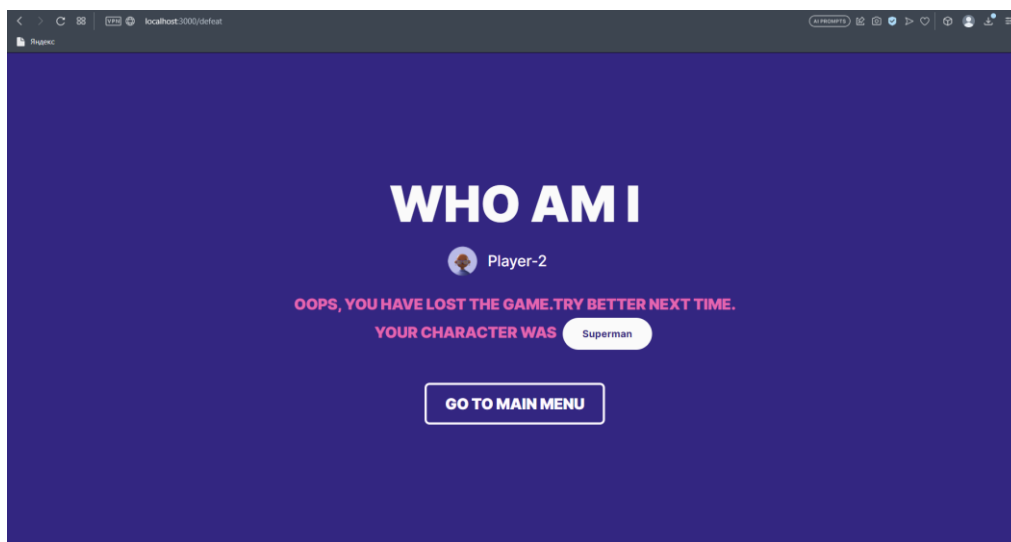 VPN localhost:3000/defeat AI PROMPTS
Яндекс
WHO AM I
Player-2
OOPS, YOU HAVE LOST THE GAME.TRY BETTER NEXT TIME.
YOUR CHARACTER WAS Superman
GO TO MAIN MENU